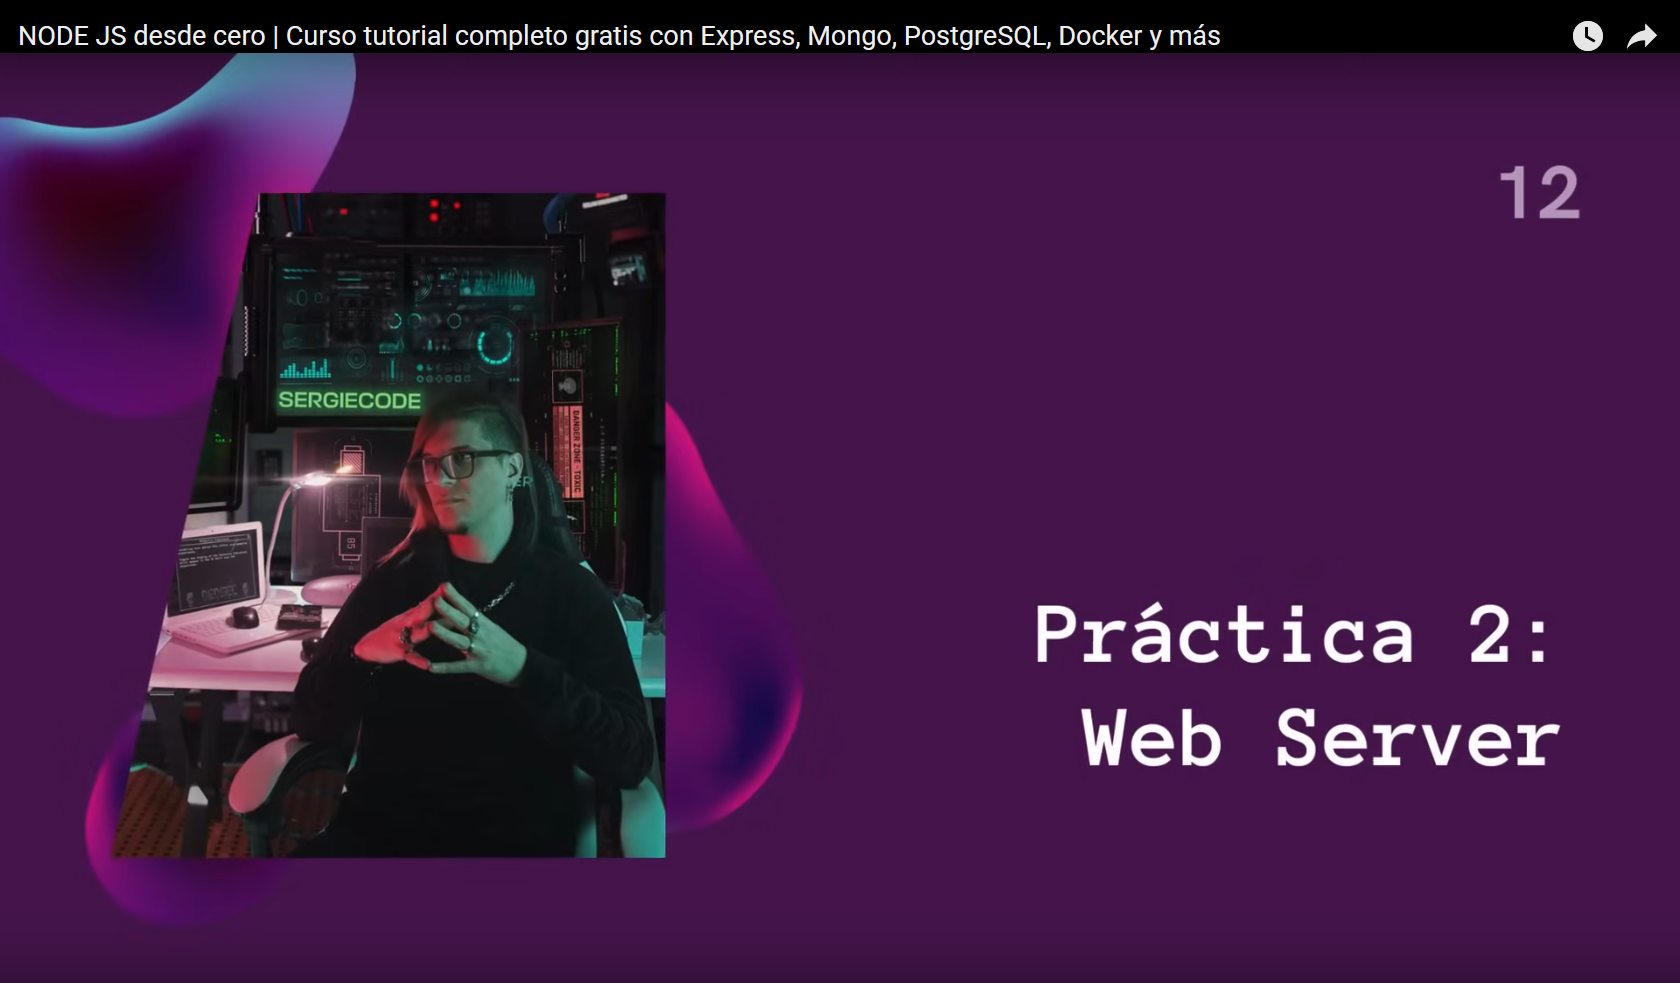 NODE JS desde cero | Curso tutorial completo gratis con Express, Mongo, PostgreSQL, Docker y más
12
SERGIECODE
DANGER ZONE - TOXIC
85
Práctica 2:
Web Server